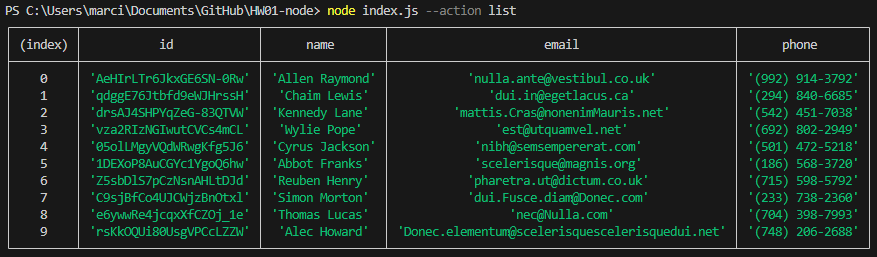 PS C:\Users\marci\Documents\GitHub\HW01-node> node index.js --action list
(index) id name email phone
0 'AeHIrLTr6JkxGE6SN-0Rw' 'Allen Raymond' 'nulla.ante@vestibul.co.uk' '(992) 914-3792'
1 'qdggE76Jtbfd9eWJHrssH' 'Chaim Lewis' 'dui.in@egetlacus.ca' '(294) 840-6685'
2 'drsAJ4SHPYqZeG-83QTVW' 'Kennedy Lane' 'mattis.Cras@nonenimMauris.net' '(542) 451-7038'
3 'vza2RIzNGIwutCVCs4mCL' 'Wylie Pope' 'est@utquamvel.net' '(692) 802-2949'
4 '05olLMgyVQdWRwgKfg5J6' 'Cyrus Jackson' 'nibh@semsempererat.com' '(501) 472-5218'
5 '1DEXoP8AuCGYc1YgoQ6hw' 'Abbot Franks' 'scelerisque@magnis.org' '(186) 568-3720'
6 'Z5sbDlS7pCzNsnAHLtDJd' 'Reuben Henry' 'pharetra.ut@dictum.co.uk' '(715) 598-5792'
7 'C9sjBfCo4UJCWjzBnOtxl' 'Simon Morton' 'dui.Fusce.diam@Donec.com' '(233) 738-2360'
8 'e6ywwRe4jcqxXfCZOj_1e' 'Thomas Lucas' 'nec@Nulla.com' '(704) 398-7993'
9 'rsKkOQUi80UsgVPCcLZZW' 'Alec Howard' 'Donec.elementum@scelerisquescelerisquedui.net' '(748) 206-2688'